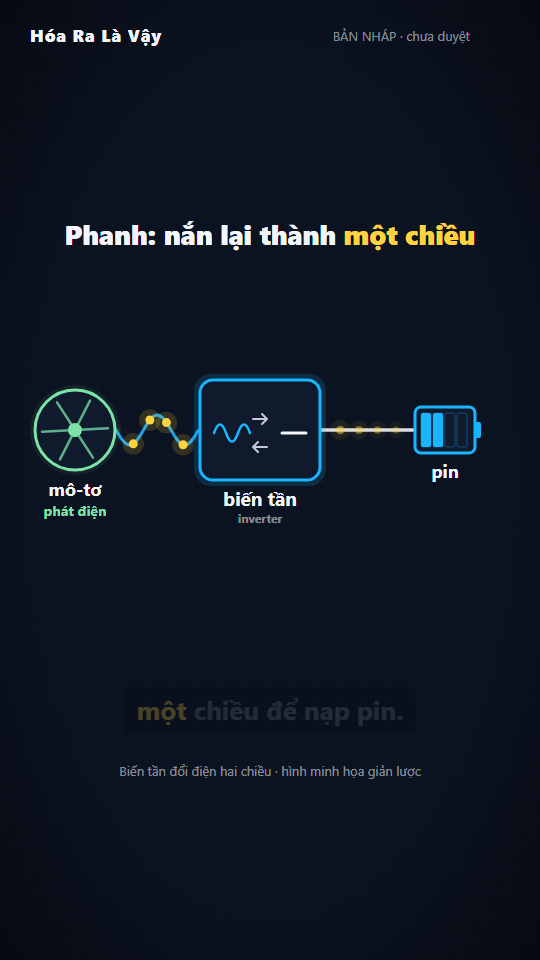 Hóa Ra Là Vậy
BẢN NHÁP · chưa duyệt
Phanh: nắn lại thành một chiều
mô-tơ
phát điện
biến tần
inverter
pin
một chiều để nạp pin.
Biến tần đổi điện hai chiều · hình minh họa giản lược